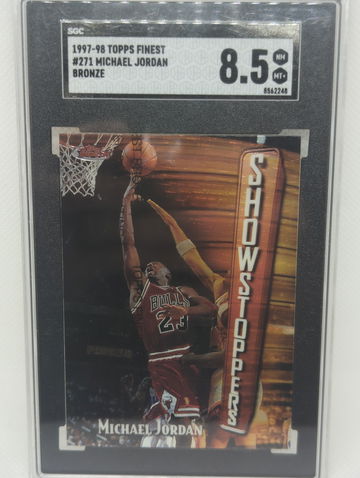 SGC
1997-98 TOPPS FINEST
#271 MICHAEL JORDAN
BRONZE
8.5
NM
MT+
8562248
SHOWSTOPPERS
BULLS
23
MICHAEL JORDAN